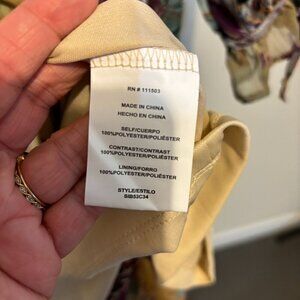 RN # 111503
MADE IN CHINA
HECHO EN CHINA
SELF/CUERPO
100%POLYESTER/POLIÉSTER
CONTRAST/CONTRAST
100%POLYESTER/POLIÉSTER
LINING/FORRO
100%POLYESTER/POLIÉSTER
STYLE/ESTILO
SIB53C34